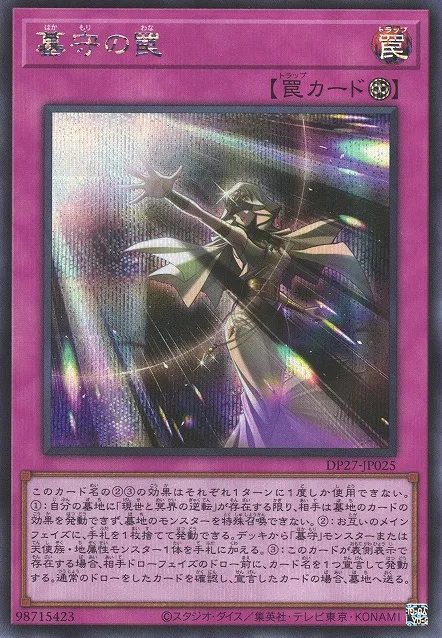 墓守の罠
罠
【罠カード】
DP27-JP025
このカード名の②③の効果はそれぞれ1ターンに1度しか使用できない。
①：自分の墓地に「現世と冥界の逆転」が存在する限り、相手は墓地のカードの
効果を発動できず、墓地のモンスターを特殊召喚できない。②：お互いのメイン
フェイズに、手札を1枚捨てて発動できる。デッキから「墓守」モンスターまたは
天使族・地属性モンスター1体を手札に加える。③：このカードが表側表示で
存在する場合、相手ドローフェイズのドロー前に、カード名を1つ宣言して発動
する。通常のドローをしたカードを確認し、宣言したカードの場合、墓地へ送る。
98715423
©スタジオ・ダイス／集英社・テレビ東京・KONAMI